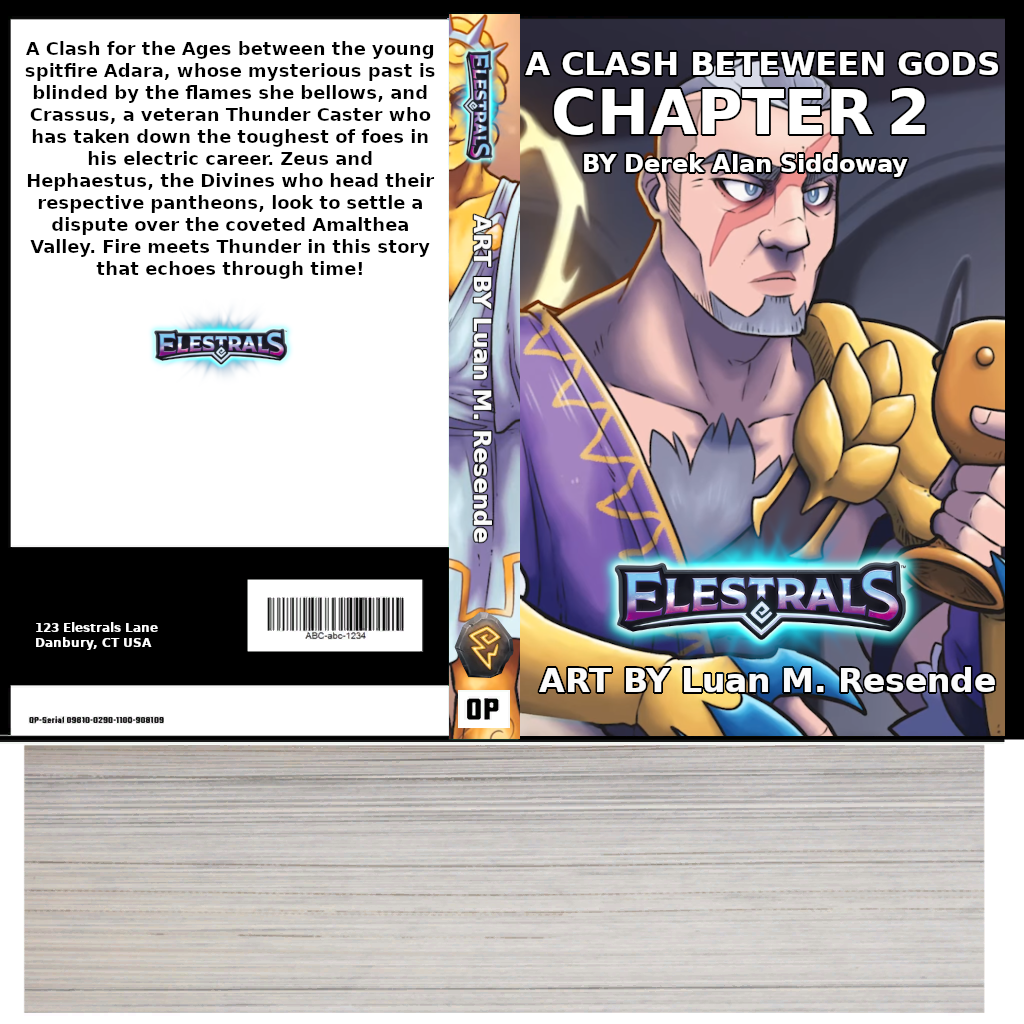 A Clash for the Ages between the young
spitfire Adara, whose mysterious past is
blinded by the flames she bellows, and
Crassus, a veteran Thunder Caster who
has taken down the toughest of foes in
his electric career. Zeus and
Hephaestus, the Divines who head their
respective pantheons, look to settle a
dispute over the coveted Amalthea
Valley. Fire meets Thunder in this story
that echoes through time!
ELESTRALS
123 Elestrals Lane
Danbury, CT USA
ABC-abc-1234
OP-Serial 09810-0290-1100-908109
ELESTRALS
ART BY Luan M. Resende
OP
A CLASH BETEWEEN GODS
CHAPTER 2
BY Derek Alan Siddoway
ELESTRALS™
ART BY Luan M. Resende